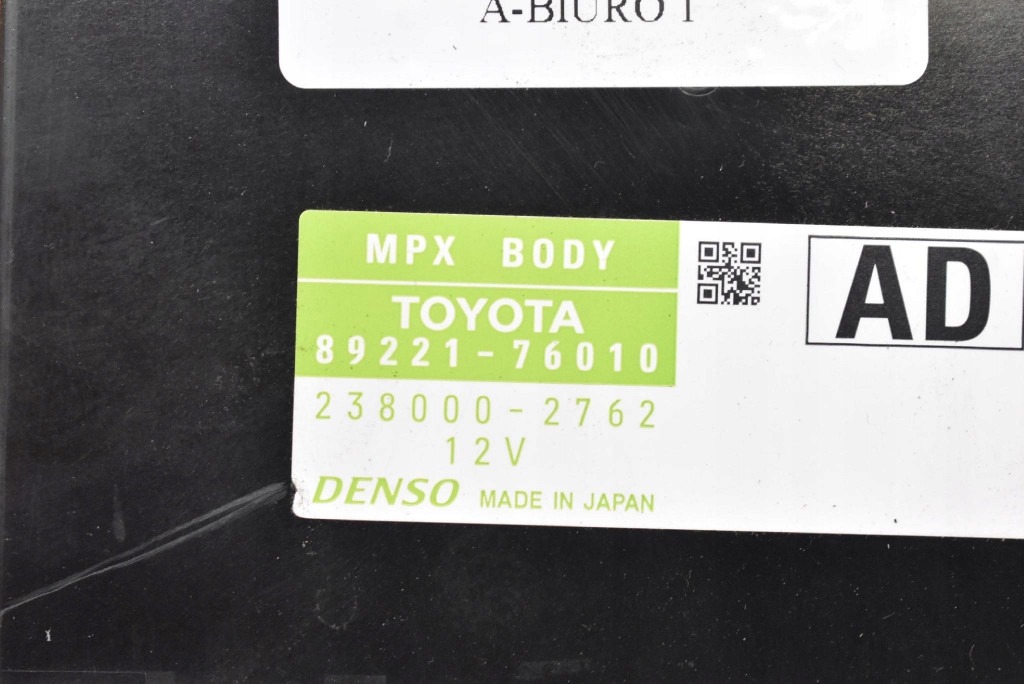 A-BIURO 1
MPX BODY
AD
TOYOTA
89221-76010
238000-2762
12V
DENSO MADE IN JAPAN